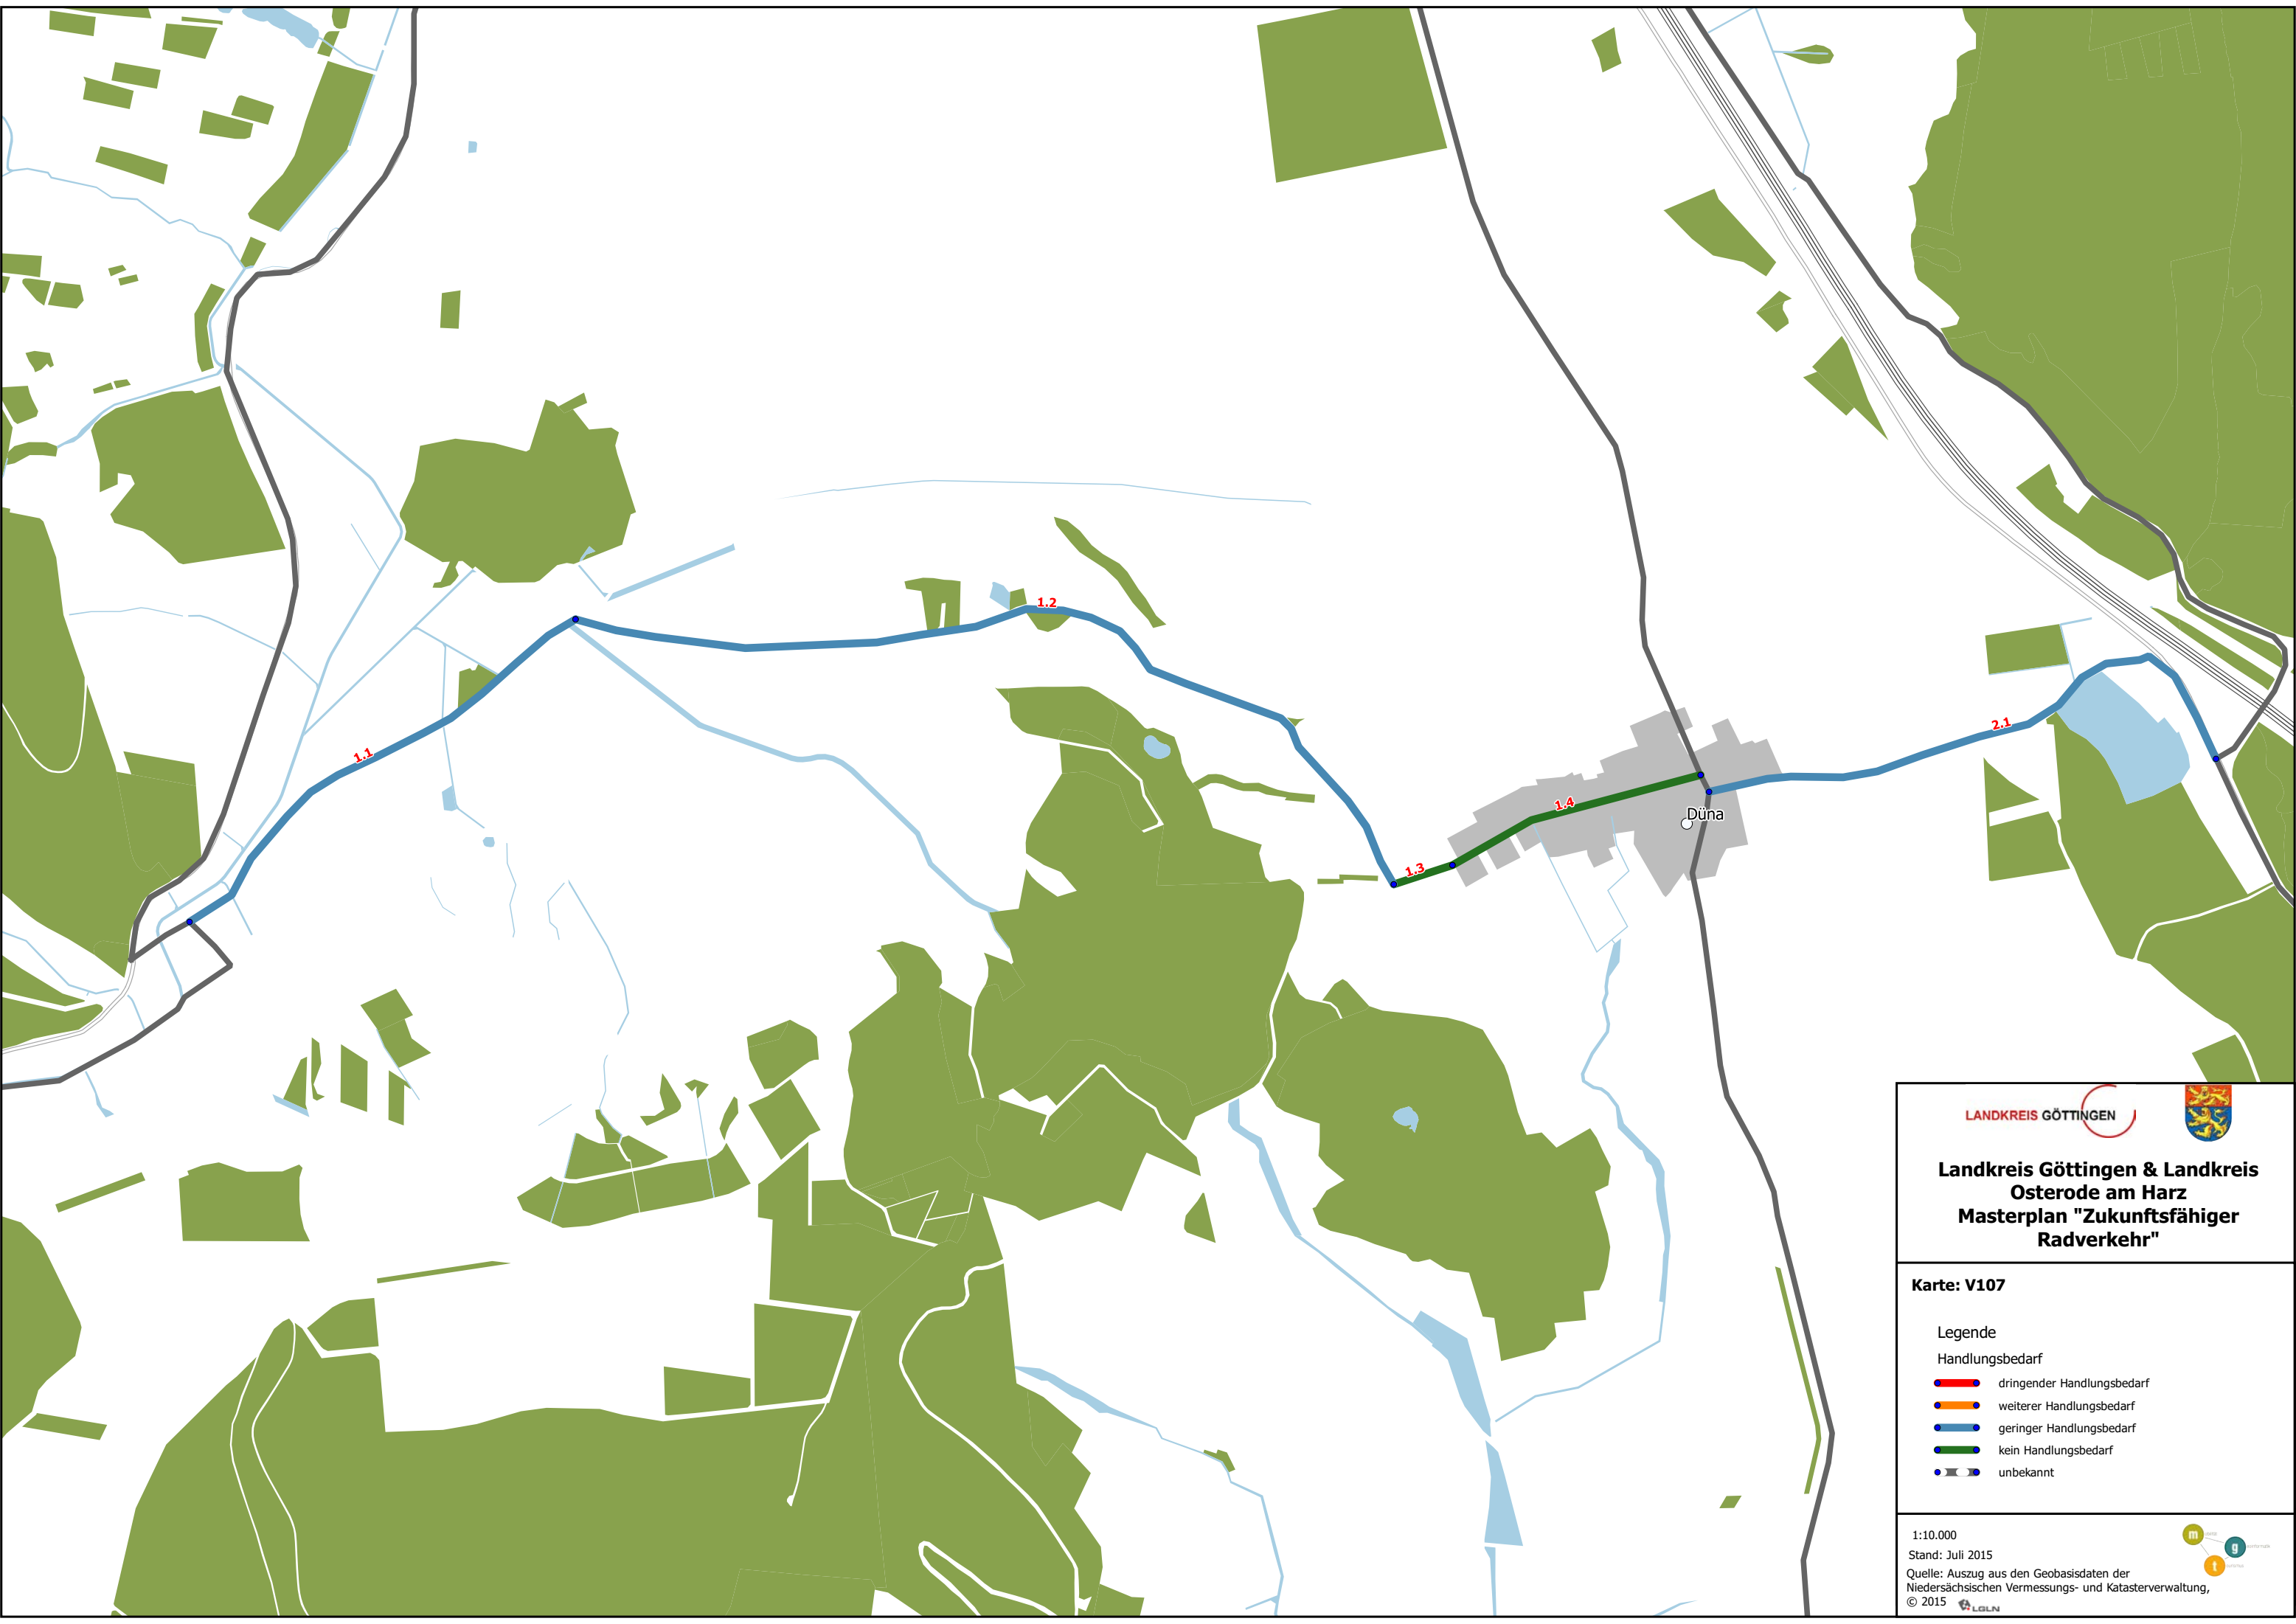 1.2
1.1
2.1
1.4
Düna
1.3
LANDKREIS GÖTTINGEN
Landkreis Göttingen & Landkreis
Osterode am Harz
Masterplan "Zukunftsfähiger
Radverkehr"
Karte: V107
Legende
Handlungsbedarf
dringender Handlungsbedarf
weiterer Handlungsbedarf
geringer Handlungsbedarf
kein Handlungsbedarf
unbekannt
1:10.000
m
g
t
Stand: Juli 2015
Quelle: Auszug aus den Geobasisdaten der
Niedersächsischen Vermessungs- und Katasterverwaltung,
© 2015 LGLN